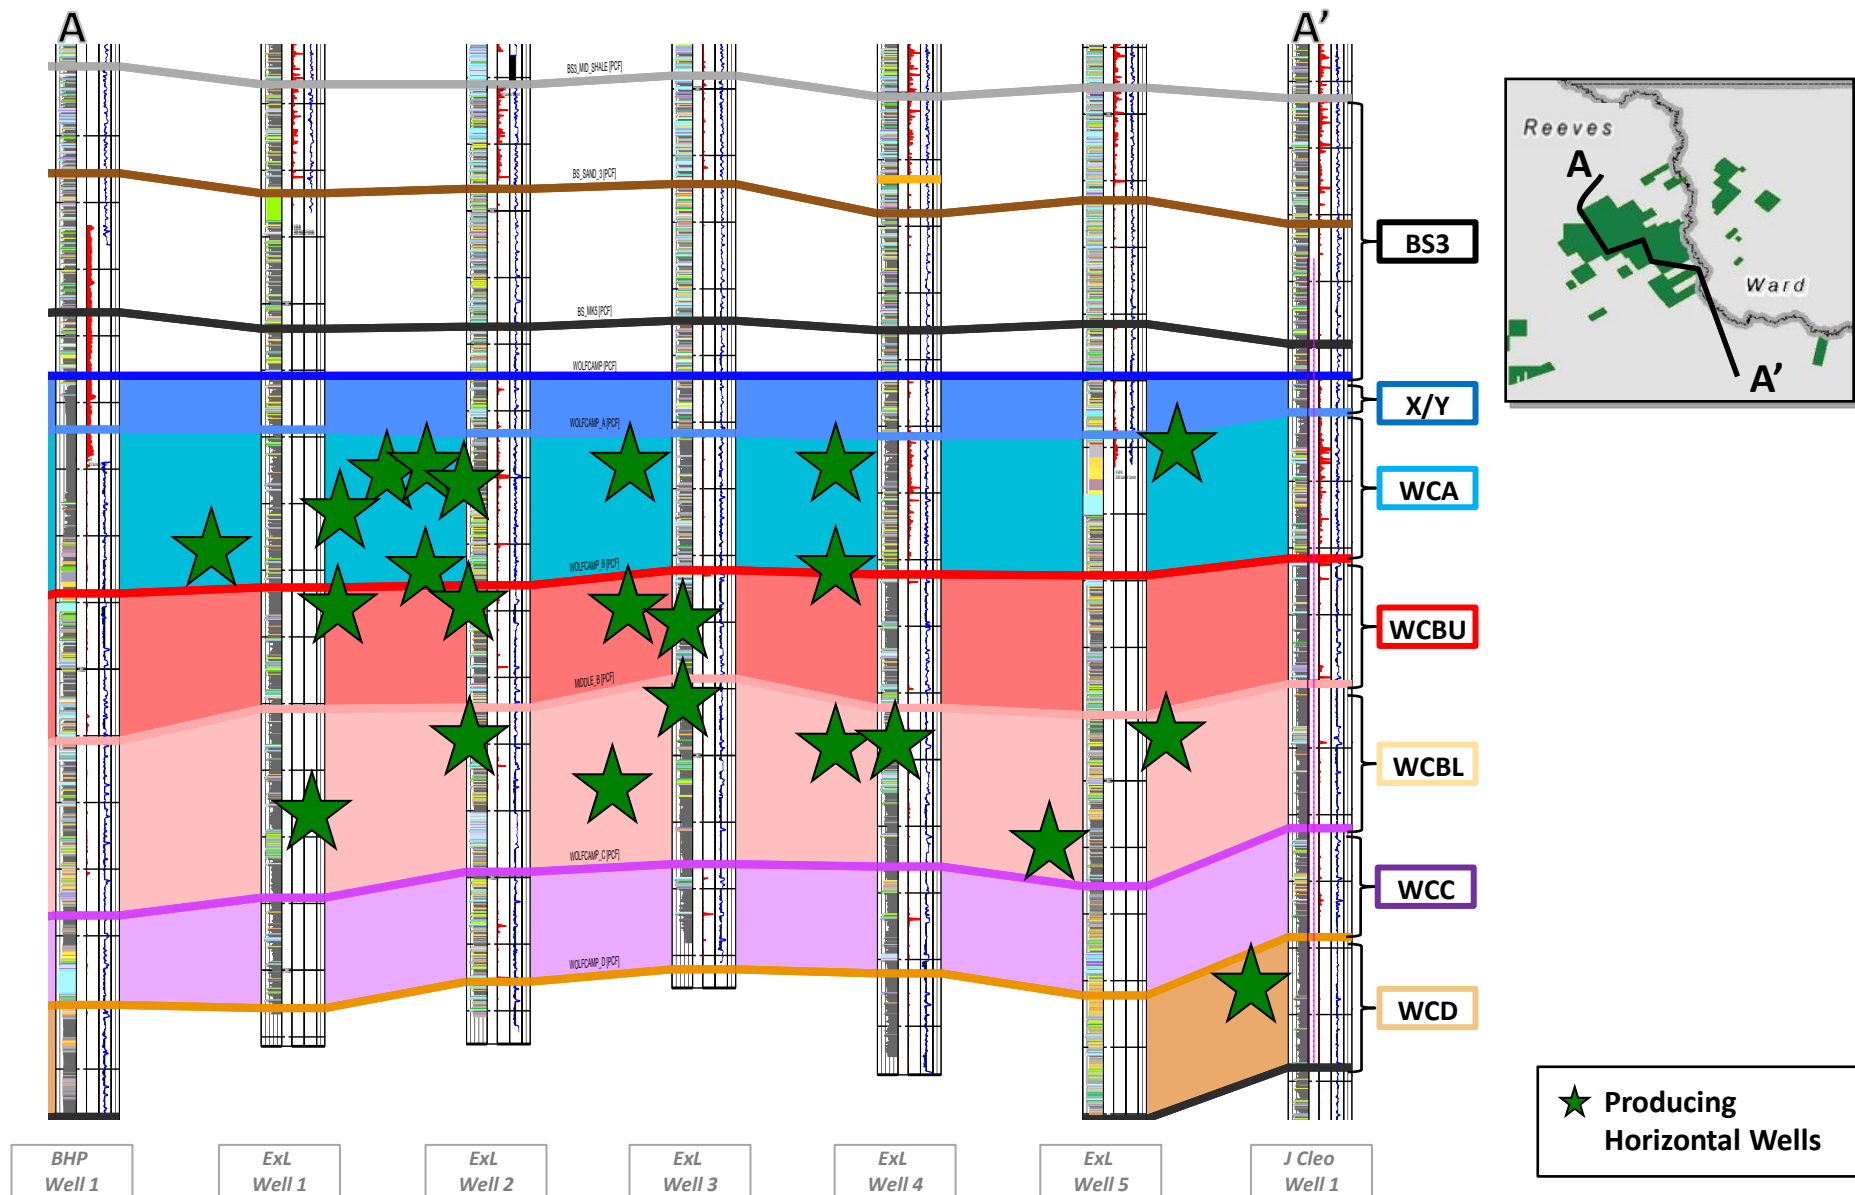 A
A’
BS3_MID_SHALE [PCF]
BS_SAND_3 [PCF]
BS_MKS [PCF]
WOLFCAMP [PCF]
WOLFCAMP_A [PCF]
WOLFCAMP_B [PCF]
MIDDLE_B [PCF]
WOLFCAMP_C [PCF]
WOLFCAMP_D [PCF]
BS3
X/Y
WCA
WCBU
WCBL
WCC
WCD
Reeves
A
Ward
A’
Producing
Horizontal Wells
BHP
Well 1
ExL
Well 1
ExL
Well 2
ExL
Well 3
ExL
Well 4
ExL
Well 5
J Cleo
Well 1